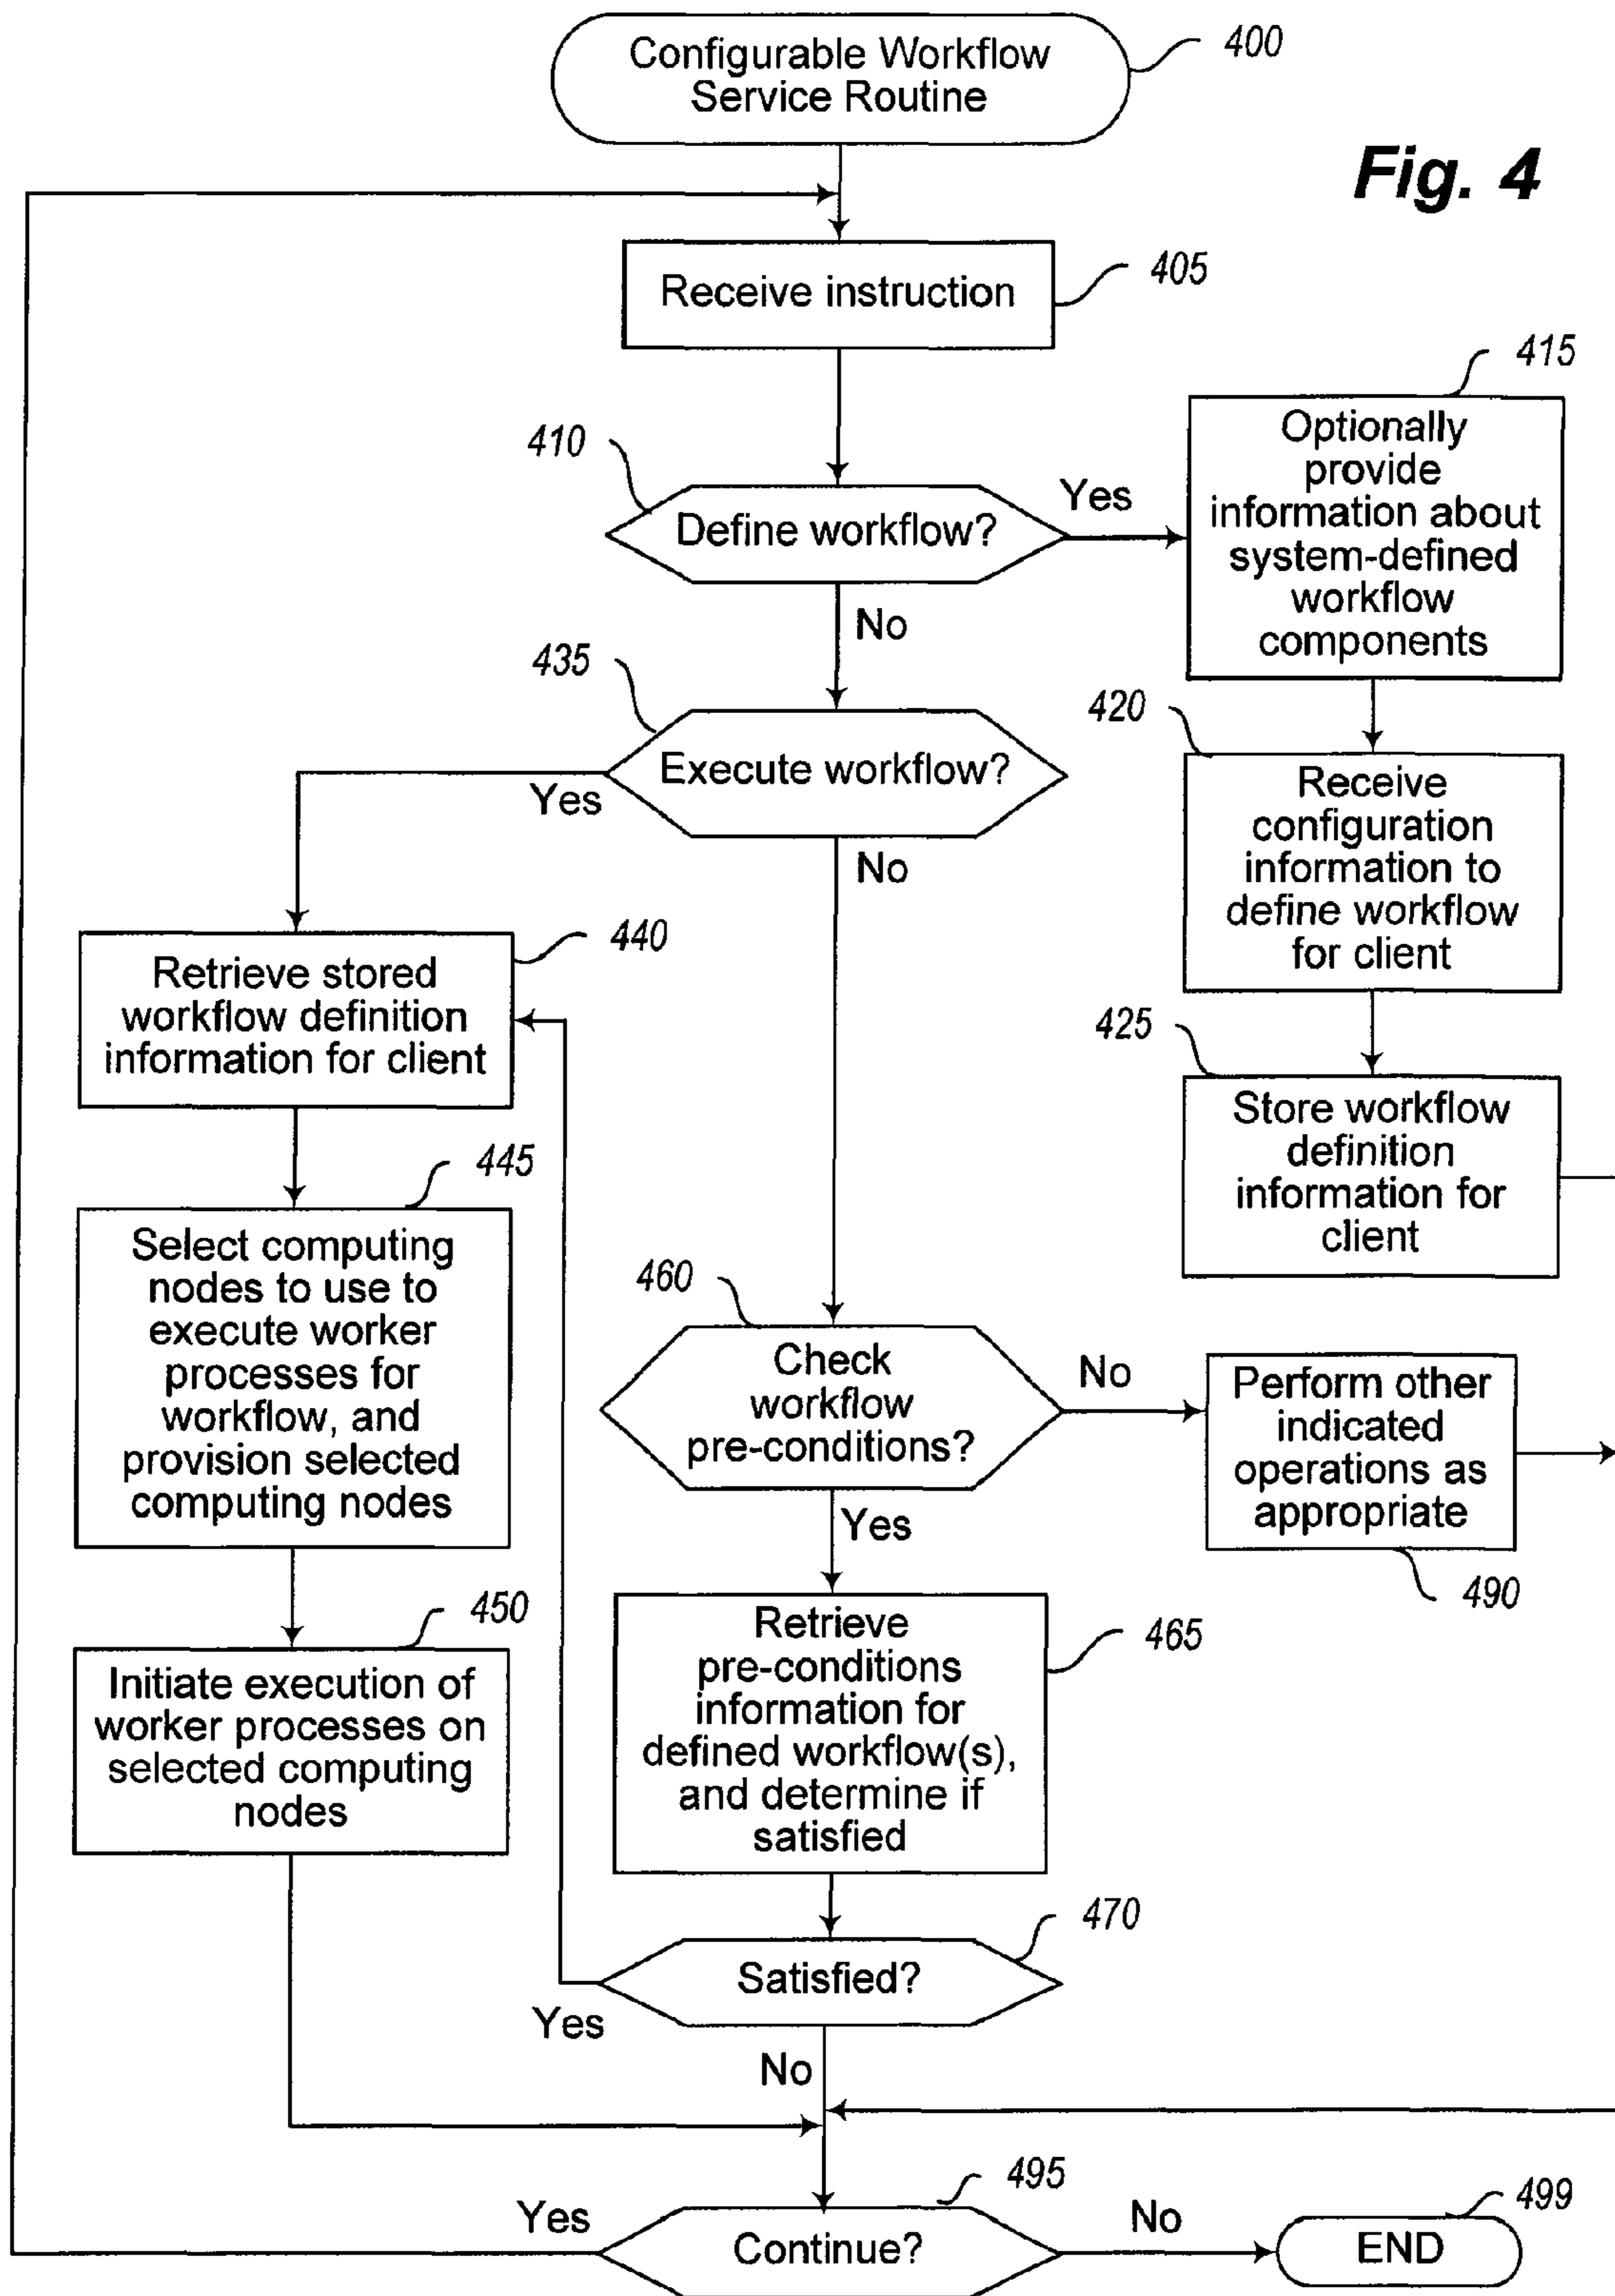 Configurable Workflow
Service Routine
400
Fig. 4
Receive instruction
405
415
Optionally
provide
information about
system-defined
workflow
components
410
Define workflow?
Yes
No
435
Execute workflow?
Yes
No
420
Receive
configuration
information to
define workflow
for client
440
Retrieve stored
workflow definition
information for client
425
Store workflow
definition
information for
client
445
Select computing
nodes to use to
execute worker
processes for
workflow, and
provision selected
computing nodes
460
Check
workflow
pre-conditions?
No
Yes
Perform other
indicated
operations as
appropriate
490
450
Initiate execution of
worker processes on
selected computing
nodes
Retrieve
pre-conditions
information for
defined workflow(s),
and determine if
satisfied
465
470
Satisfied?
Yes
No
495
Yes
Continue?
No
499
END